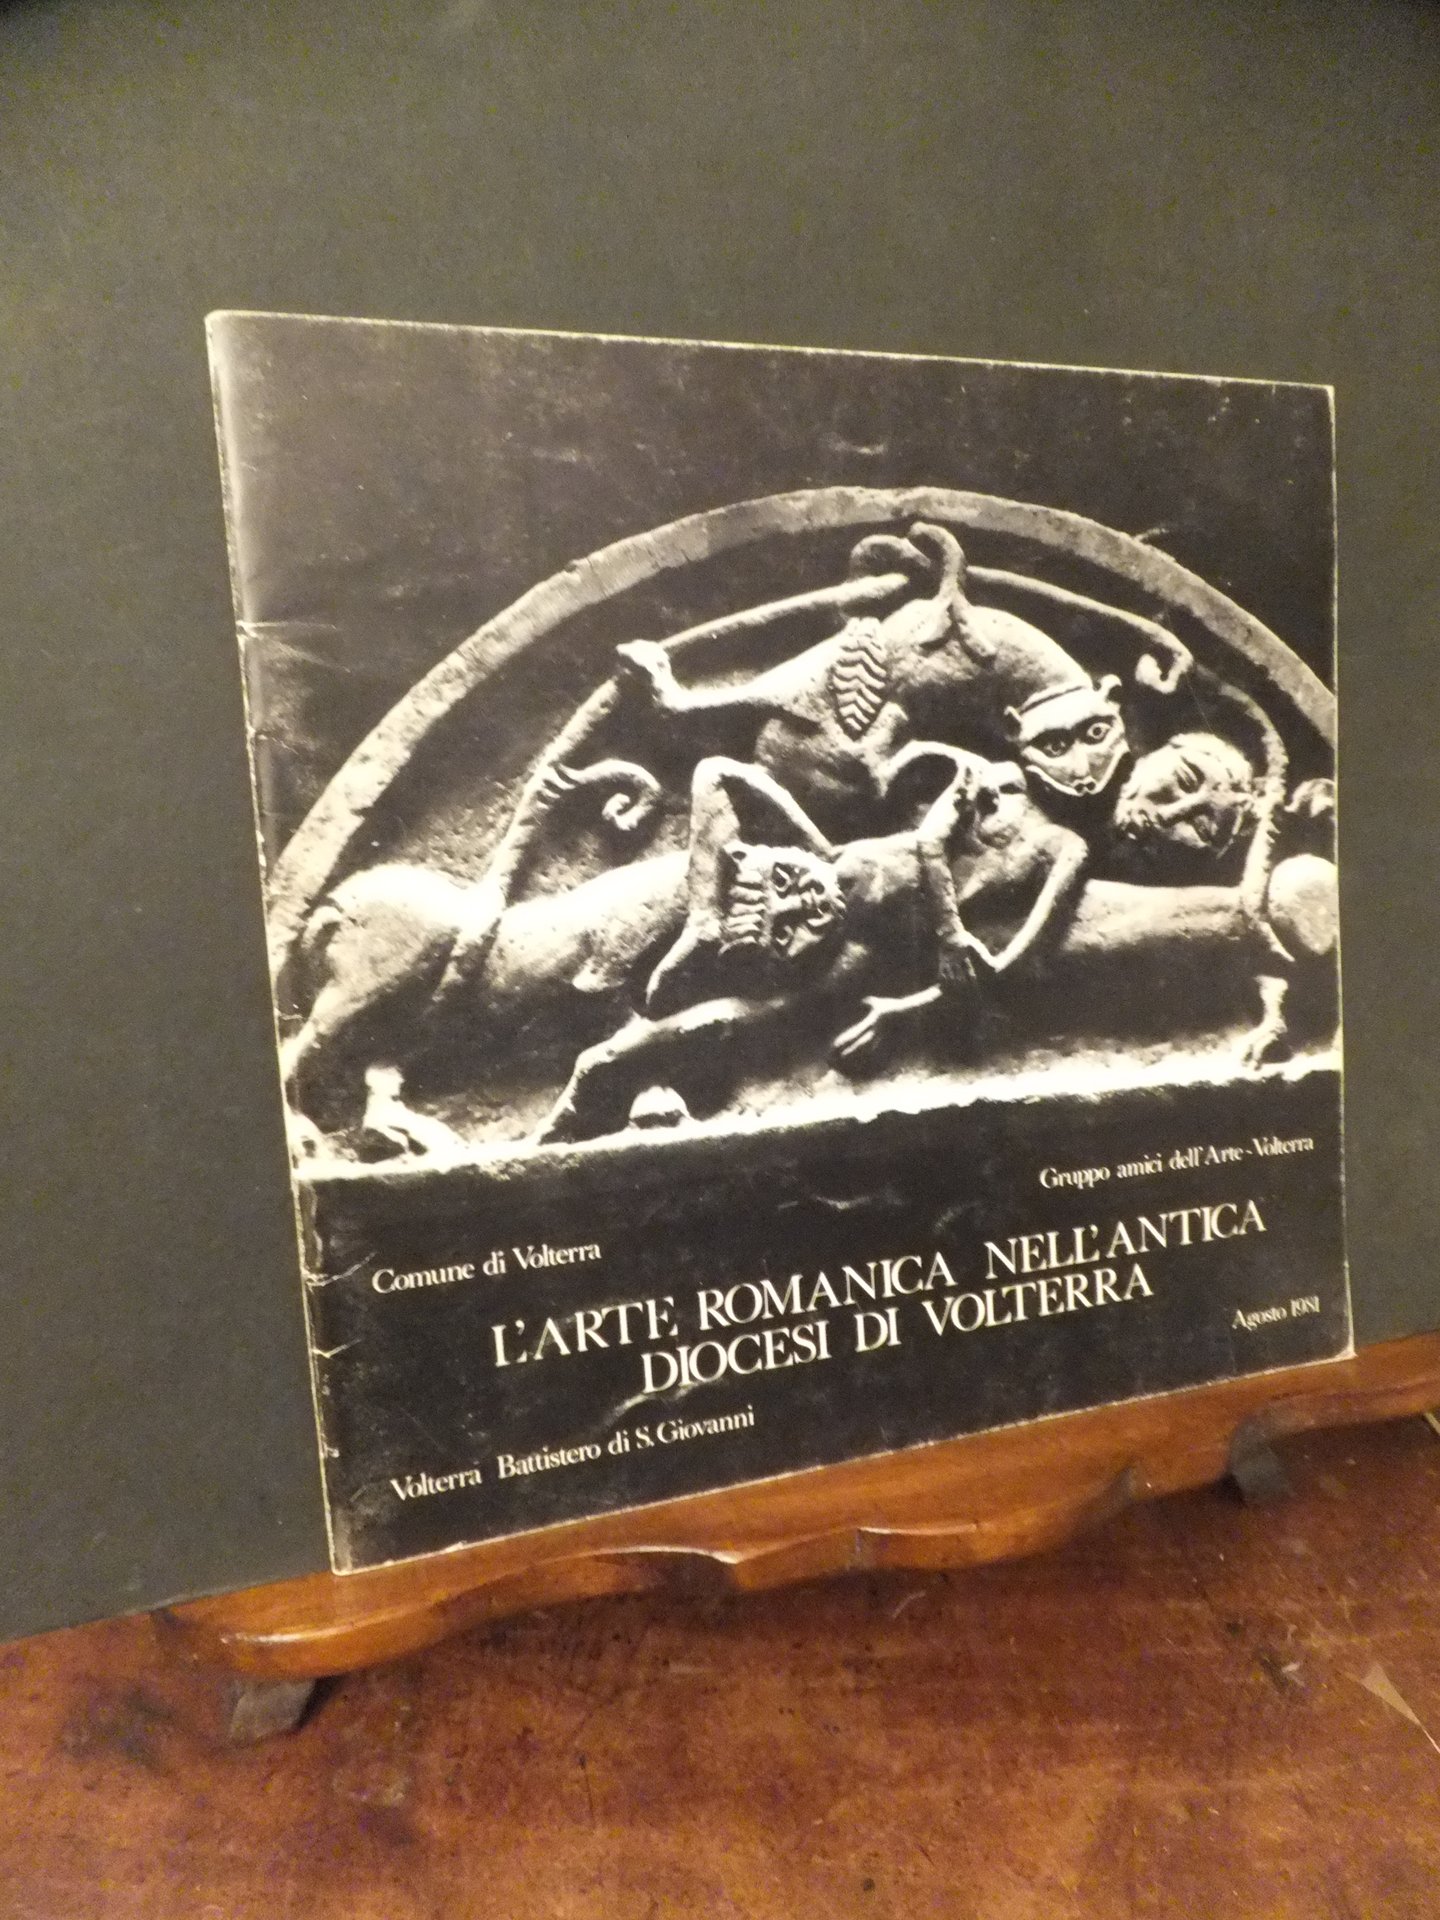 Gruppo amici dell'Arte - Volterra
Comune di Volterra
L'ARTE ROMANICA NELL'ANTICA
DIOCESI DI VOLTERRA
Agosto 1981
Volterra Battistero di S. Giovanni